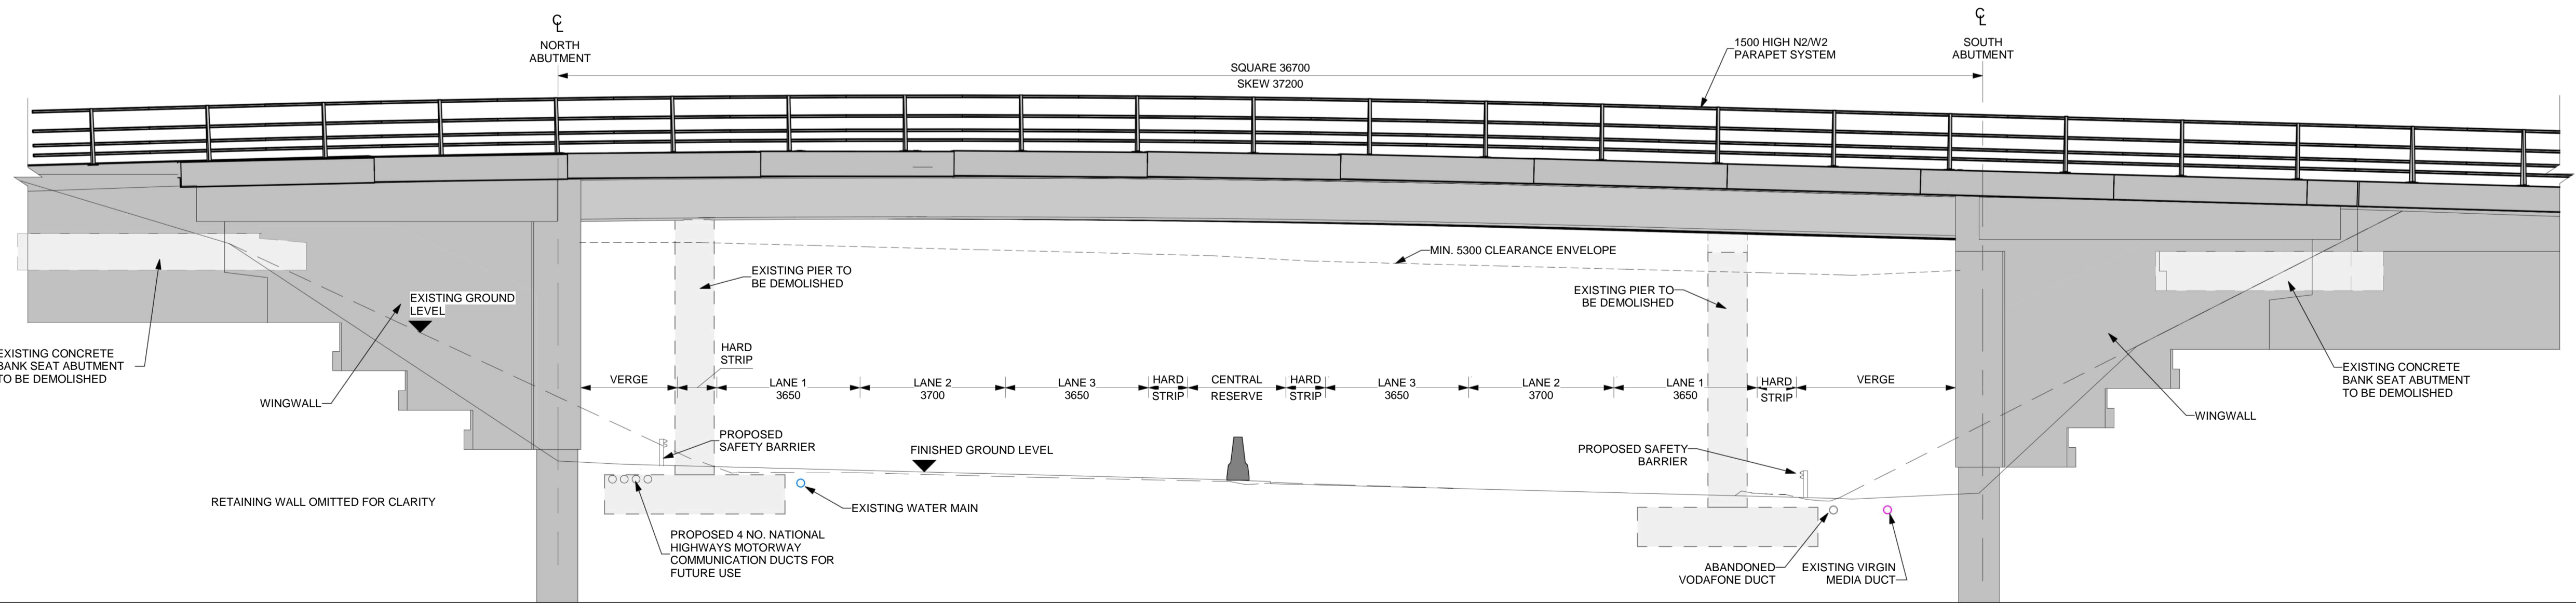 ℄
NORTH
ABUTMENT
℄
SOUTH
ABUTMENT
1500 HIGH N2/W2
PARAPET SYSTEM
SQUARE 36700
SKEW 37200
MIN. 5300 CLEARANCE ENVELOPE
EXISTING PIER TO
BE DEMOLISHED
EXISTING PIER TO
BE DEMOLISHED
EXISTING GROUND
LEVEL
EXISTING CONCRETE
BANK SEAT ABUTMENT
TO BE DEMOLISHED
WINGWALL
HARD
STRIP
VERGE
LANE 1
3650
LANE 2
3700
LANE 3
3650
HARD
STRIP
CENTRAL
RESERVE
HARD
STRIP
LANE 3
3650
LANE 2
3700
LANE 1
3650
HARD
STRIP
VERGE
EXISTING CONCRETE
BANK SEAT ABUTMENT
TO BE DEMOLISHED
WINGWALL
PROPOSED
SAFETY BARRIER
FINISHED GROUND LEVEL
PROPOSED SAFETY
BARRIER
RETAINING WALL OMITTED FOR CLARITY
EXISTING WATER MAIN
PROPOSED 4 NO. NATIONAL
HIGHWAYS MOTORWAY
COMMUNICATION DUCTS FOR
FUTURE USE
ABANDONED
VODAFONE DUCT
EXISTING VIRGIN
MEDIA DUCT